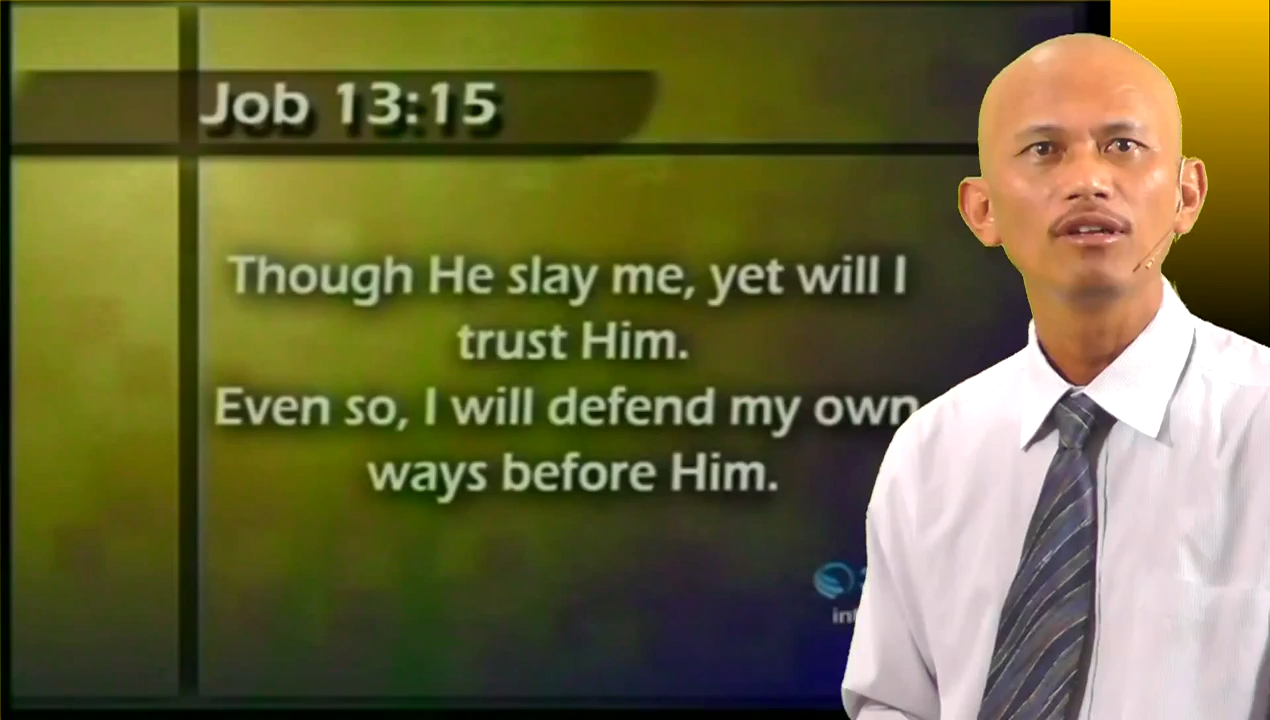 Job 13:15
Though He slay me, yet will I
trust Him.
Even so, I will defend my own
ways before Him.